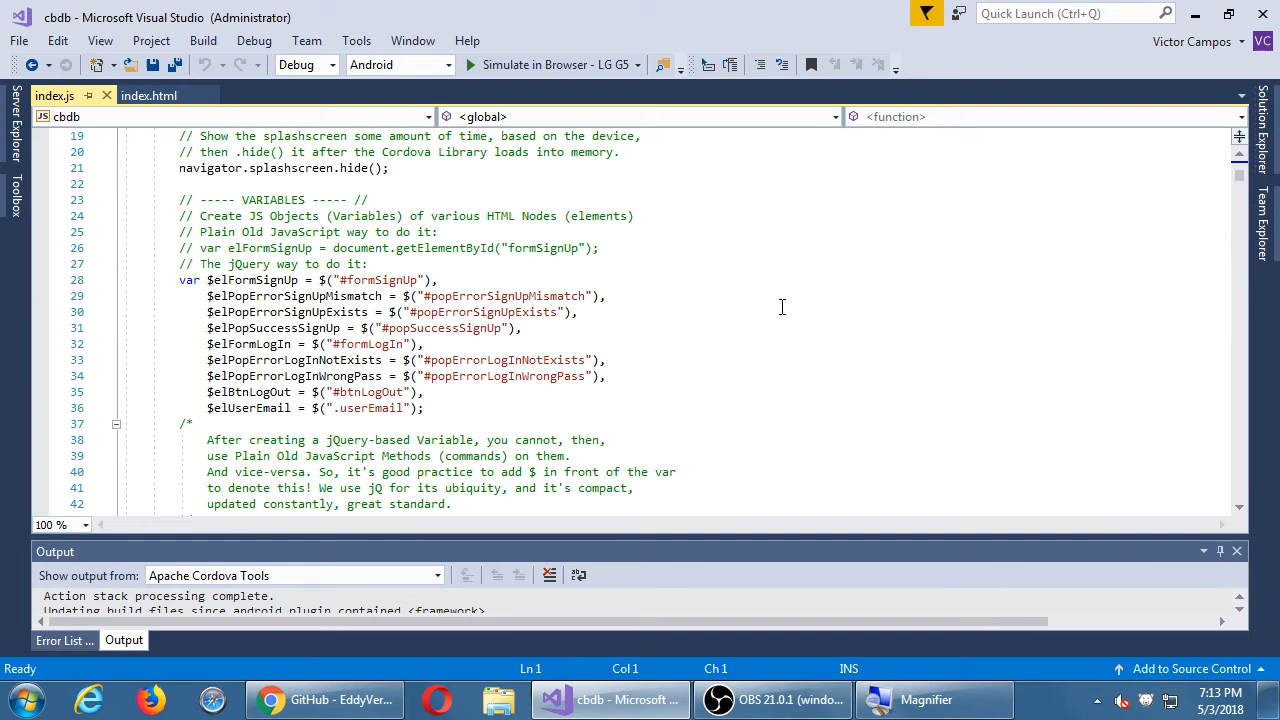 cbdb - Microsoft Visual Studio (Administrator)
Quick Launch (Ctrl+Q)
File Edit View Project Build Debug Team Tools Window Help
Victor Campos VC
Debug Android Simulate in Browser - LG G5
index.js index.html
JS cbdb <global> <function>
19 // Show the splashscreen some amount of time, based on the device,
20 // then .hide() it after the Cordova Library loads into memory.
21 navigator.splashscreen.hide();
22
23 // ----- VARIABLES ----- //
24 // Create JS Objects (Variables) of various HTML Nodes (elements)
25 // Plain Old JavaScript way to do it:
26 // var elFormSignUp = document.getElementById("formSignUp");
27 // The jQuery way to do it:
28 var $elFormSignUp = $("#formSignUp"),
29 $elPopErrorSignUpMismatch = $("#popErrorSignUpMismatch"),
30 $elPopErrorSignUpExists = $("#popErrorSignUpExists"),
31 $elPopSuccessSignUp = $("#popSuccessSignUp"),
32 $elFormLogIn = $("#formLogIn"),
33 $elPopErrorLogInNotExists = $("#popErrorLogInNotExists"),
34 $elPopErrorLogInWrongPass = $("#popErrorLogInWrongPass"),
35 $elBtnLogOut = $("#btnLogOut"),
36 $elUserEmail = $(".userEmail");
37 /*
38 After creating a jQuery-based Variable, you cannot, then,
39 use Plain Old JavaScript Methods (commands) on them.
40 And vice-versa. So, it's good practice to add $ in front of the var
41 to denote this! We use jQ for its ubiquity, and it's compact,
42 updated constantly, great standard.
100 %
Server Explorer
Toolbox
Solution Explorer
Team Explorer
Output
Show output from: Apache Cordova Tools
Action stack processing complete.
Updating build files since android plugin contained <framework>
Error List ... Output
Ready Ln 1 Col 1 Ch 1 INS Add to Source Control
GitHub - EddyVer... cbdb - Microsoft ... OBS 21.0.1 (windo... Magnifier
7:13 PM
5/3/2018